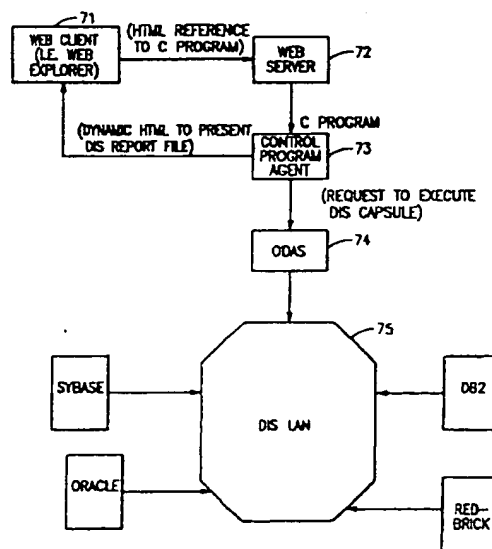 71
WEB CLIENT
(I.E. WEB
EXPLORER)
(HTML REFERENCE
TO C PROGRAM)
WEB
SERVER
72
(DYNAMIC HTML TO PRESENT
DIS REPORT FILE)
C PROGRAM
CONTROL
PROGRAM
AGENT
73
(REQUEST TO EXECUTE
DIS CAPSULE)
ODAS
74
75
SYBASE
DIS LAN
DB2
ORACLE
RED-
BRICK